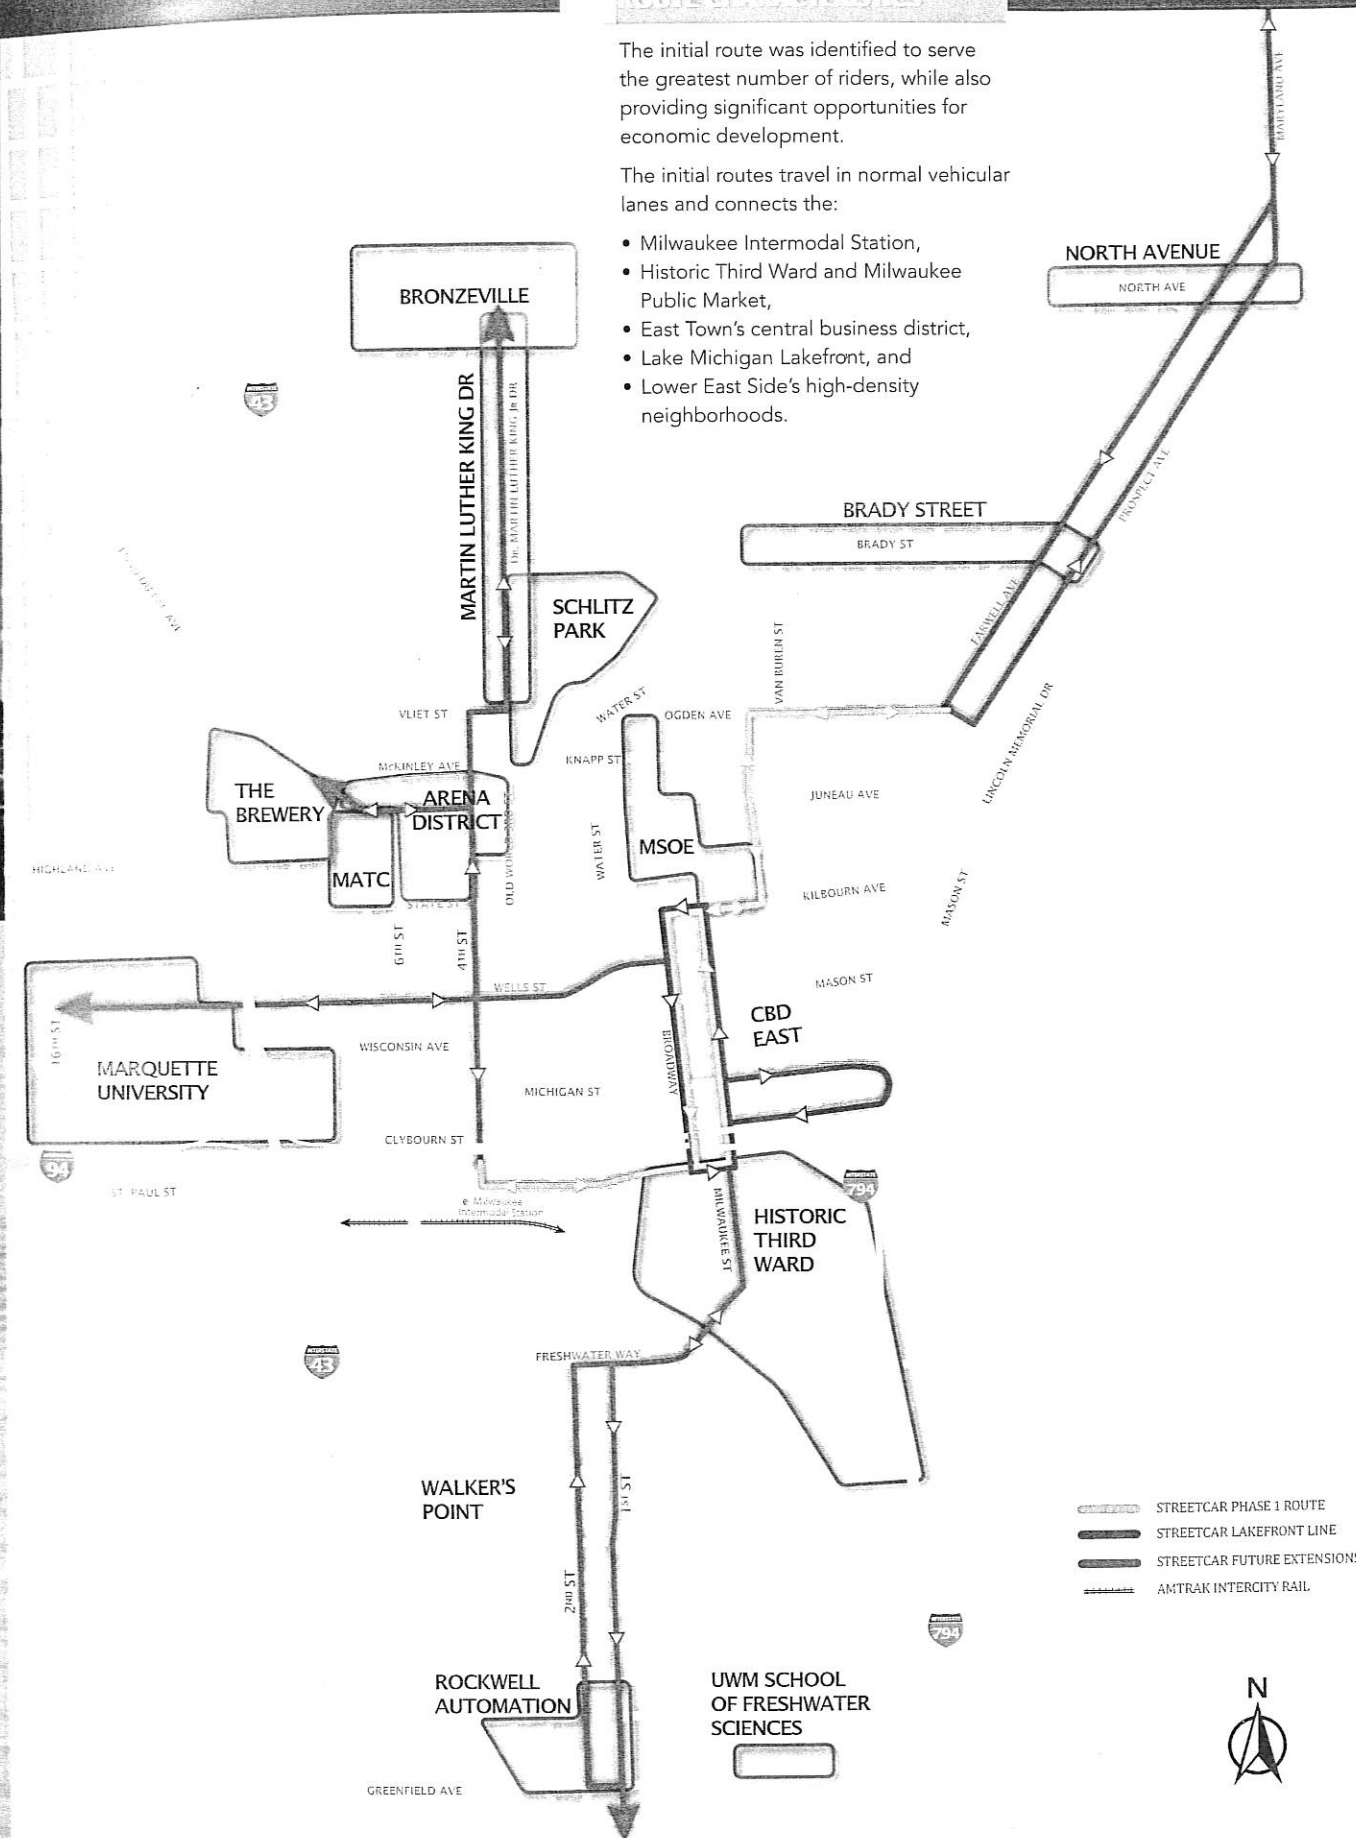 The initial route was identified to serve
the greatest number of riders, while also
providing significant opportunities for
economic development.
The initial routes travel in normal vehicular
lanes and connects the:
• Milwaukee Intermodal Station,
• Historic Third Ward and Milwaukee
Public Market,
• East Town's central business district,
• Lake Michigan Lakefront, and
• Lower East Side's high-density
neighborhoods.
MARYLAND AVE
NORTH AVENUE
NORTH AVE
BRONZEVILLE
43
MARTIN LUTHER KING DR
DR. MARTIN LUTHER KING JR DR
PROSPECT AVE
BRADY STREET
BRADY ST
FARWELL AVE
SCHLITZ
PARK
VAN BUREN ST
WATER ST
VLIET ST
OGDEN AVE
LINCOLN MEMORIAL DR
KNAPP ST
McKINLEY AVE
THE
BREWERY
ARENA
DISTRICT
JUNEAU AVE
WATER ST
MSOE
HIGHLAND AVE
MATC
OLD WORLD
KILBOURN AVE
STATE ST
MASON ST
6TH ST
4TH ST
WELLS ST
MASON ST
16TH ST
CBD
EAST
WISCONSIN AVE
BROADWAY
MARQUETTE
UNIVERSITY
MICHIGAN ST
CLYBOURN ST
94
ST. PAUL ST
794
Milwaukee
Intermodal Station
MILWAUKEE ST
HISTORIC
THIRD
WARD
43
FRESHWATER WAY
WALKER'S
POINT
1ST ST
2ND ST
STREETCAR PHASE 1 ROUTE
STREETCAR LAKEFRONT LINE
STREETCAR FUTURE EXTENSIONS
AMTRAK INTERCITY RAIL
794
ROCKWELL
AUTOMATION
UWM SCHOOL
OF FRESHWATER
SCIENCES
N
GREENFIELD AVE